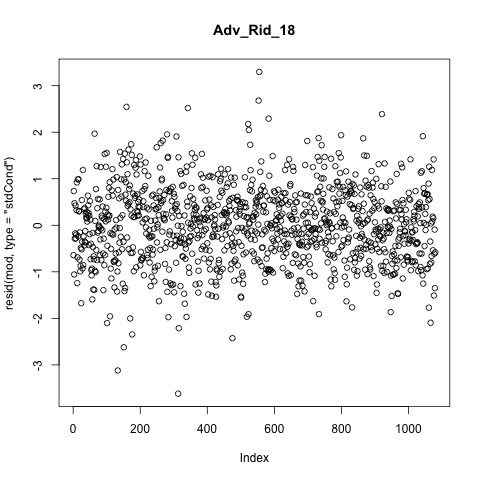 Adv_Rid_18
resid(mod, type = "stdCond")
3
2
1
0
-1
-2
-3
0 200 400 600 800 1000
Index